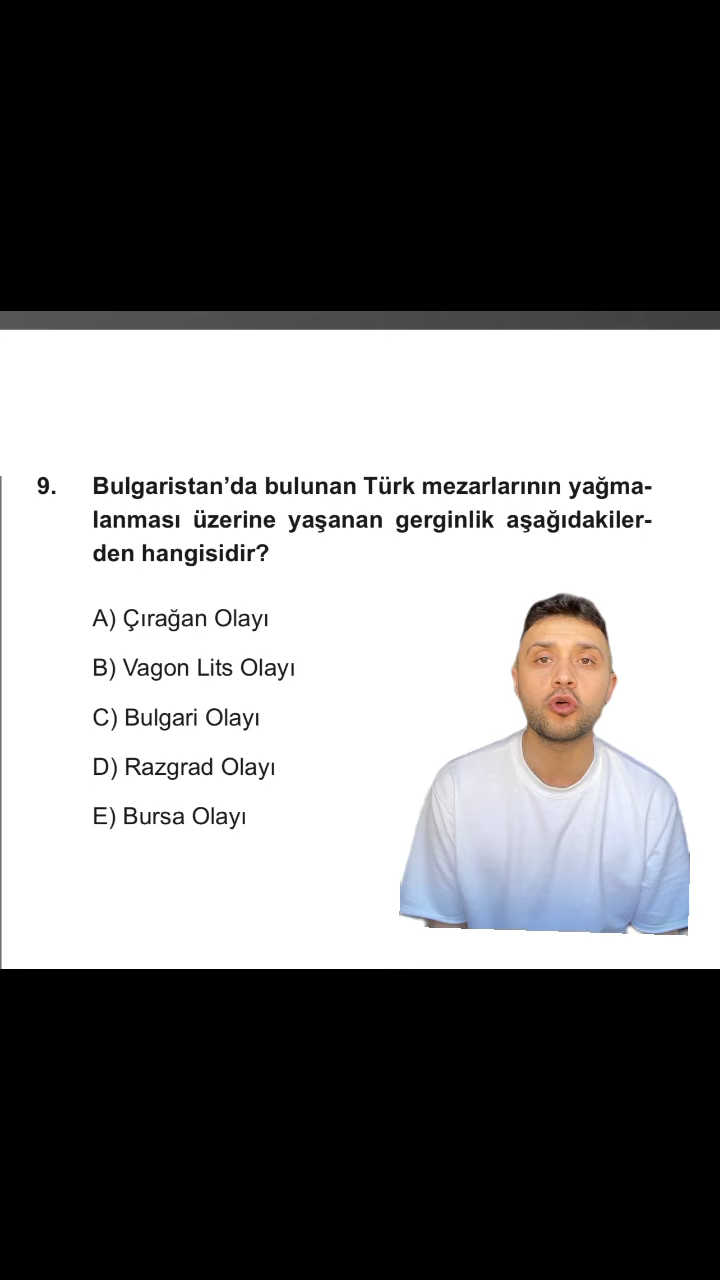 9. Bulgaristan'da bulunan Türk mezarlarının yağma-
lanması üzerine yaşanan gerginlik aşağıdakiler-
den hangisidir?
A) Çırağan Olayı
B) Vagon Lits Olayı
C) Bulgari Olayı
D) Razgrad Olayı
E) Bursa Olayı